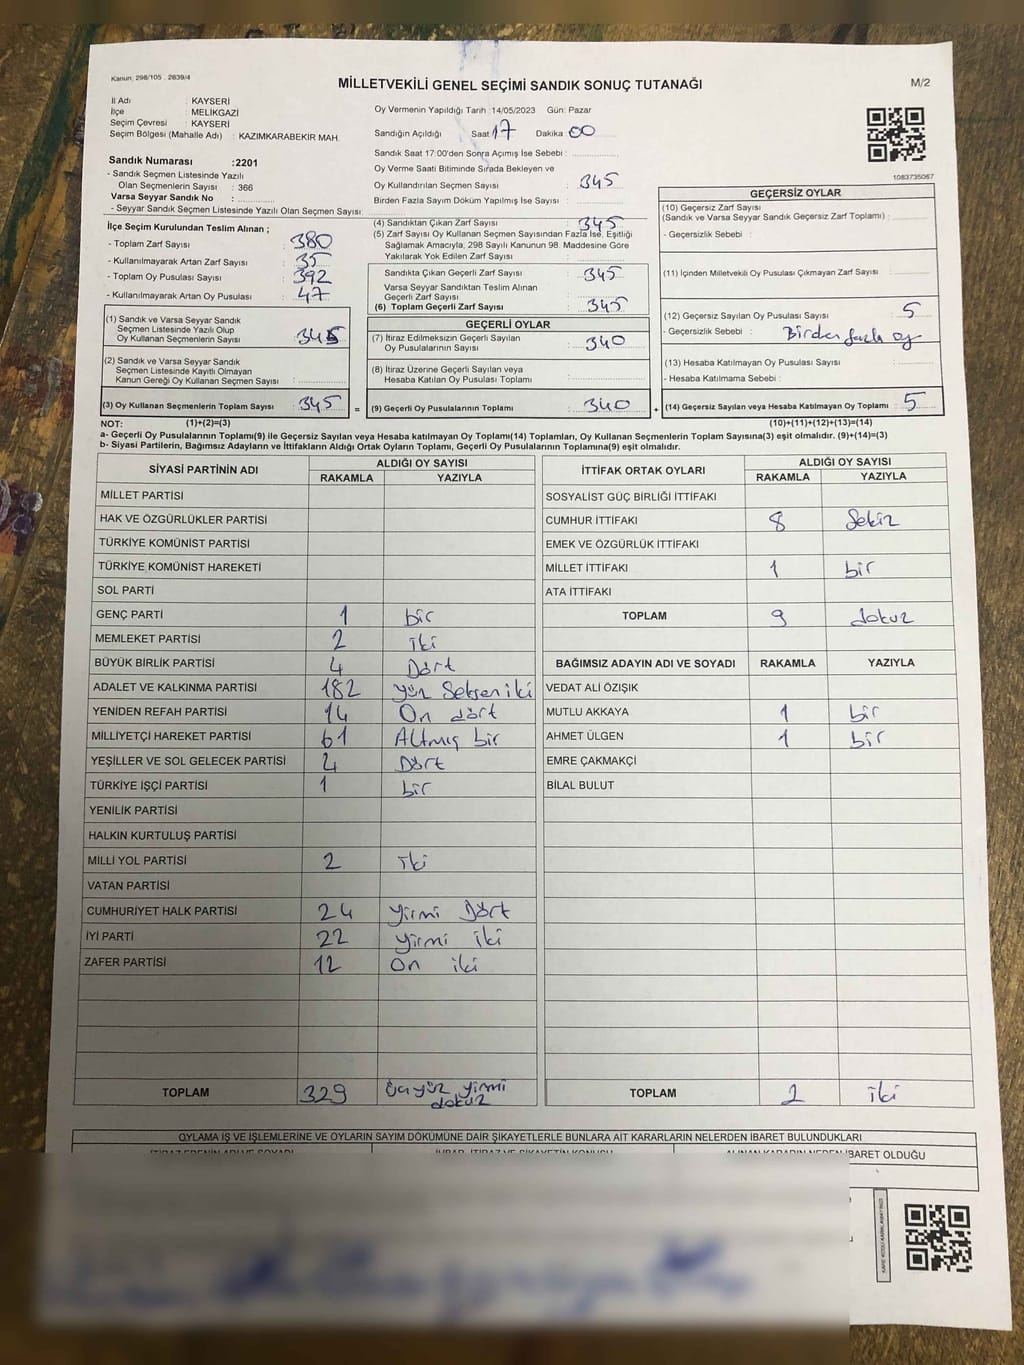 Kanun: 298/105 . 2839/4
MİLLETVEKİLİ GENEL SEÇİMİ SANDIK SONUÇ TUTANAĞI
M/2
İl Adı : KAYSERİ
İlçe : MELİKGAZİ
Seçim Çevresi : KAYSERİ
Seçim Bölgesi (Mahalle Adı) : KAZIMKARABEKİR MAH.
Sandık Numarası :2201
- Sandık Seçmen Listesinde Yazılı
Olan Seçmenlerin Sayısı : 366
Varsa Seyyar Sandık No :
- Seyyar Sandık Seçmen Listesinde Yazılı Olan Seçmen Sayısı:
Oy Vermenin Yapıldığı Tarih :14/05/2023 Gün: Pazar
Sandığın Açıldığı Saat 17 Dakika 00
Sandık Saat 17:00'den Sonra Açımış İse Sebebi :
Oy Verme Saati Bitiminde Sırada Bekleyen ve
Oy Kullandırılan Seçmen Sayısı : 345
Birden Fazla Sayım Döküm Yapılmış İse Sayısı :
1083735067
İlçe Seçim Kurulundan Teslim Alınan ;
- Toplam Zarf Sayısı : 380
- Kullanılmayarak Artan Zarf Sayısı : 35
- Toplam Oy Pusulası Sayısı : 392
- Kullanılmayarak Artan Oy Pusulası : 47
(4) Sandıktan Çıkan Zarf Sayısı : 345
(5) Zarf Sayısı Oy Kullanan Seçmen Sayısından Fazla İse, Eşitliği
Sağlamak Amacıyla, 298 Sayılı Kanunun 98. Maddesine Göre
Yakılarak Yok Edilen Zarf Sayısı :
Sandıkta Çıkan Geçerli Zarf Sayısı : 345
Varsa Seyyar Sandıktan Teslim Alınan
Geçerli Zarf Sayısı :
(6) Toplam Geçerli Zarf Sayısı : 345
GEÇERSİZ OYLAR
(10) Geçersiz Zarf Sayısı
(Sandık ve Varsa Seyyar Sandık Geçersiz Zarf Toplamı) :
- Geçersizlik Sebebi :
(11) İçinden Milletvekili Oy Pusulası Çıkmayan Zarf Sayısı :
(12) Geçersiz Sayılan Oy Pusulası Sayısı : 5
- Geçersizlik Sebebi : Birden fazla oy
(13) Hesaba Katılmayan Oy Pusulası Sayısı :
- Hesaba Katılmama Sebebi :
(1) Sandık ve Varsa Seyyar Sandık
Seçmen Listesinde Yazılı Olup
Oy Kullanan Seçmenlerin Sayısı : 345
(2) Sandık ve Varsa Seyyar Sandık
Seçmen Listesinde Kayıtlı Olmayan
Kanun Gereği Oy Kullanan Seçmen Sayısı :
GEÇERLİ OYLAR
(7) İtiraz Edilmeksizin Geçerli Sayılan
Oy Pusulalarının Sayısı : 340
(8) İtiraz Üzerine Geçerli Sayılan veya
Hesaba Katılan Oy Pusulası Toplamı :
(3) Oy Kullanan Seçmenlerin Toplam Sayısı : 345 = (9) Geçerli Oy Pusulalarının Toplamı : 340 + (14) Geçersiz Sayılan veya Hesaba Katılmayan Oy Toplamı : 5
NOT: (1)+(2)=(3) (10)+(11)+(12)+(13)=(14)
a- Geçerli Oy Pusulalarının Toplamı(9) ile Geçersiz Sayılan veya Hesaba katılmayan Oy Toplamı(14) Toplamları, Oy Kullanan Seçmenlerin Toplam Sayısına(3) eşit olmalıdır. (9)+(14)=(3)
b- Siyasi Partilerin, Bağımsız Adayların ve İttifakların Aldığı Ortak Oyların Toplamı, Geçerli Oy Pusulalarının Toplamına(9) eşit olmalıdır.
SİYASİ PARTİNİN ADI ALDIĞI OY SAYISI
RAKAMLA YAZIYLA
MİLLET PARTİSİ
HAK VE ÖZGÜRLÜKLER PARTİSİ
TÜRKİYE KOMÜNİST PARTİSİ
TÜRKİYE KOMÜNİST HAREKETİ
SOL PARTİ
GENÇ PARTİ 1 bir
MEMLEKET PARTİSİ 2 iki
BÜYÜK BİRLİK PARTİSİ 4 Dört
ADALET VE KALKINMA PARTİSİ 182 yüz Seksen iki
YENİDEN REFAH PARTİSİ 14 On dört
MİLLİYETÇİ HAREKET PARTİSİ 61 Altmış bir
YEŞİLLER VE SOL GELECEK PARTİSİ 4 Dört
TÜRKİYE İŞÇİ PARTİSİ 1 bir
YENİLİK PARTİSİ
HALKIN KURTULUŞ PARTİSİ
MİLLİ YOL PARTİSİ 2 iki
VATAN PARTİSİ
CUMHURİYET HALK PARTİSİ 24 Yirmi Dört
İYİ PARTİ 22 yirmi iki
ZAFER PARTİSİ 12 On iki
TOPLAM 329 üçyüz yirmi
dokuz
İTTİFAK ORTAK OYLARI ALDIĞI OY SAYISI
RAKAMLA YAZIYLA
SOSYALİST GÜÇ BİRLİĞİ İTTİFAKI
CUMHUR İTTİFAKI 8 Sekiz
EMEK VE ÖZGÜRLÜK İTTİFAKI
MİLLET İTTİFAKI 1 bir
ATA İTTİFAKI
TOPLAM 9 dokuz
BAĞIMSIZ ADAYIN ADI VE SOYADI RAKAMLA YAZIYLA
VEDAT ALİ ÖZIŞIK
MUTLU AKKAYA 1 bir
AHMET ÜLGEN 1 bir
EMRE ÇAKMAKÇİ
BİLAL BULUT
TOPLAM 2 iki
OYLAMA İŞ VE İŞLEMLERİNE VE OYLARIN SAYIM DÖKÜMÜNE DAİR ŞİKAYETLERLE BUNLARA AİT KARARLARIN NELERDEN İBARET BULUNDUKLARI
İBARET OLDUĞU